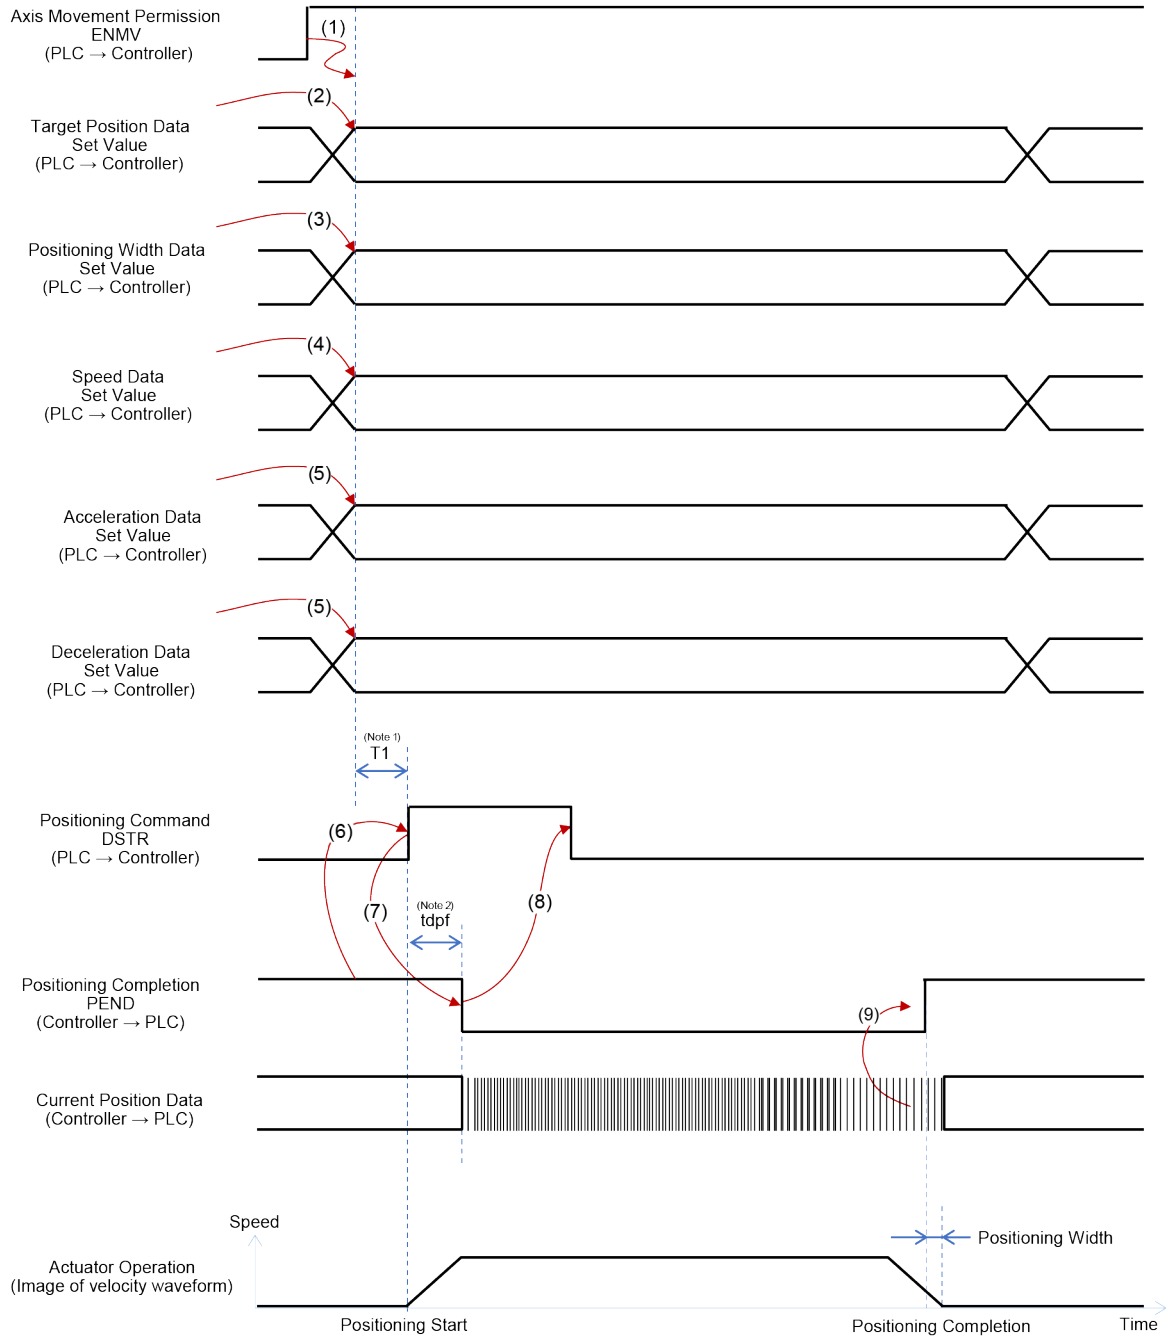 Axis Movement Permission
ENMV
(PLC → Controller)
(1)
(2)
Target Position Data
Set Value
(PLC → Controller)
(3)
Positioning Width Data
Set Value
(PLC → Controller)
(4)
Speed Data
Set Value
(PLC → Controller)
(5)
Acceleration Data
Set Value
(PLC → Controller)
(5)
Deceleration Data
Set Value
(PLC → Controller)
(Note 1)
T1
Positioning Command
DSTR
(PLC → Controller)
(6)
(7)
(Note 2)
tdpf
(8)
Positioning Completion
PEND
(Controller → PLC)
(9)
Current Position Data
(Controller → PLC)
Speed
Positioning Width
Actuator Operation
(Image of velocity waveform)
Positioning Start
Positioning Completion
Time